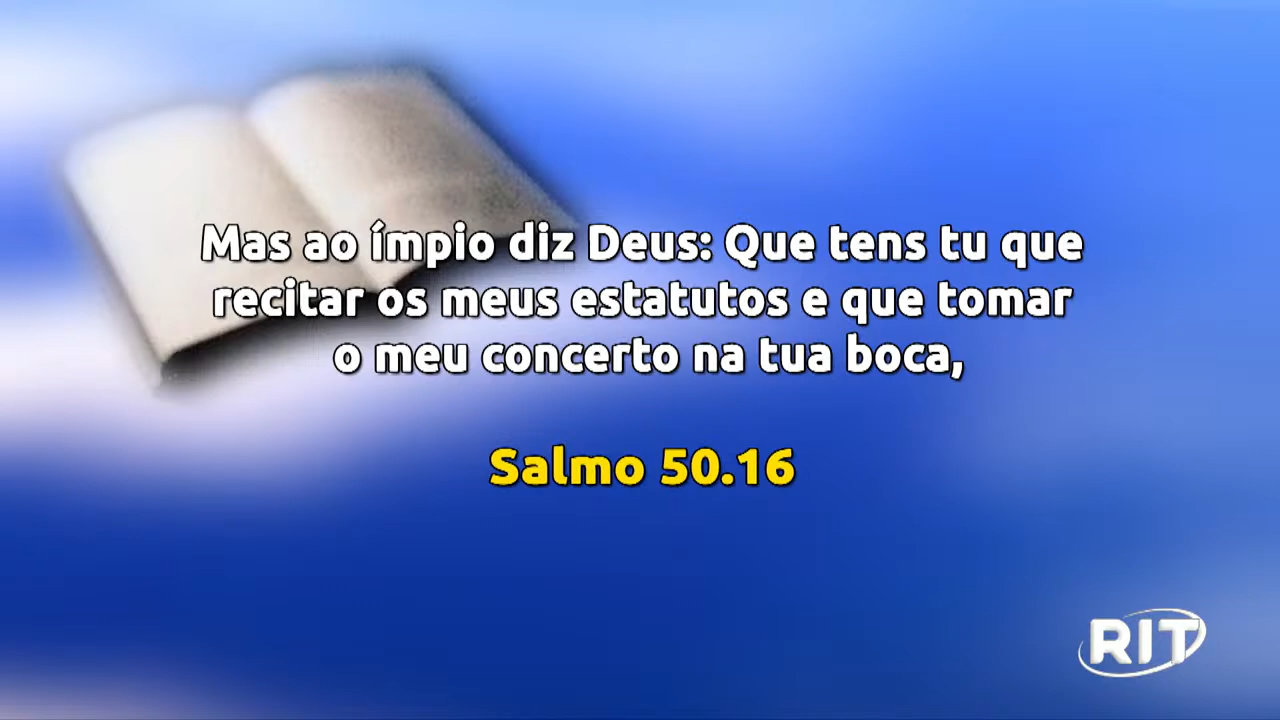 Mas ao ímpio diz Deus: Que tens tu que
recitar os meus estatutos e que tomar
o meu concerto na tua boca,
Salmo 50.16
RIT